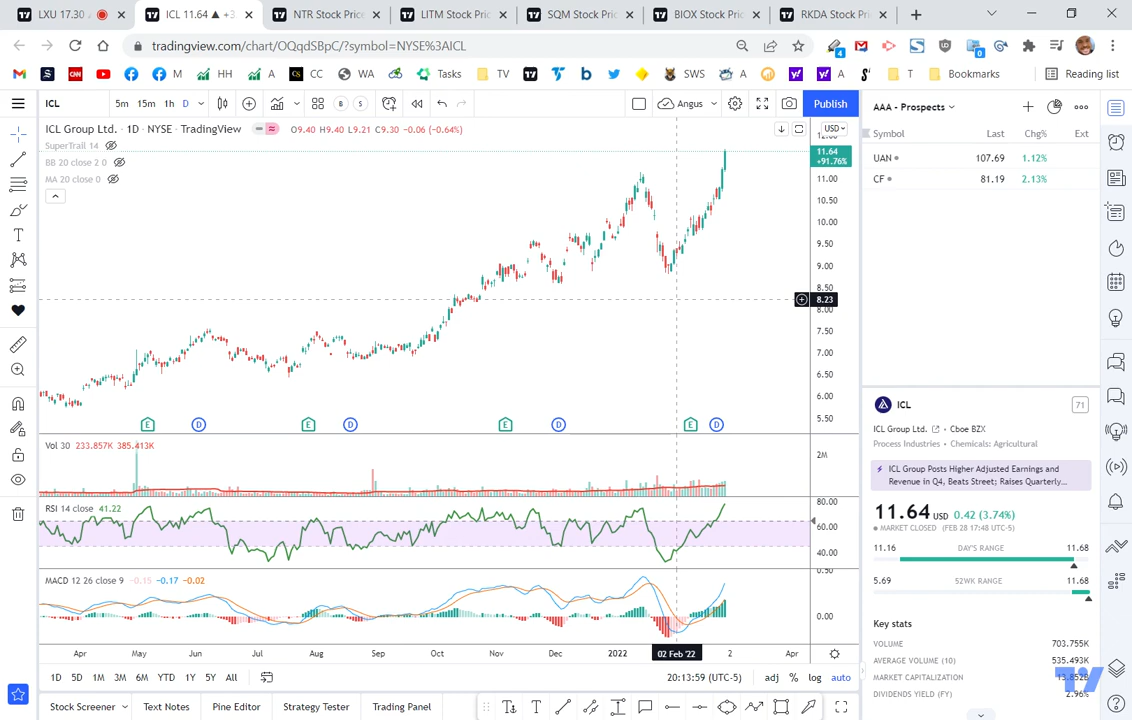 LXU 17.30
ICL 11.64 ▲ +3
NTR Stock Price
LITM Stock Pric
SQM Stock Pric
BIOX Stock Pric
RKDA Stock Pric
tradingview.com/chart/OQqdSBpC/?symbol=NYSE%3AICL
4
0
CNN
M
HH
A
CC
WA
Tasks
TV
SWS
A
A
T
Bookmarks
Reading list
ICL
5m 15m 1h D
B
S
Angus
Publish
AAA - Prospects
ICL Group Ltd. · 1D · NYSE · TradingView
O9.40 H9.40 L9.21 C9.30 -0.06 (-0.64%)
USD
Symbol Last Chg% Ext
SuperTrail 14
BB 20 close 2 0
MA 20 close 0
UAN 107.69 1.12%
CF 81.19 2.13%
12.00
11.64
+91.76%
11.00
10.50
10.00
9.50
9.00
8.50
8.23
8.00
7.50
7.00
6.50
6.00
5.50
E D E D E D E D
ICL
71
ICL Group Ltd. · Cboe BZX
Process Industries · Chemicals: Agricultural
Vol 30 233.857K 385.413K
2M
ICL Group Posts Higher Adjusted Earnings and
Revenue in Q4, Beats Street; Raises Quarterly...
RSI 14 close 41.22
80.00
60.00
40.00
11.64 USD 0.42 (3.74%)
MARKET CLOSED (FEB 28 17:48 UTC-5)
11.16 DAY'S RANGE 11.68
5.69 52WK RANGE 11.68
MACD 12 26 close 9 -0.15 -0.17 -0.02
0.50
0.00
Key stats
VOLUME 703.755K
AVERAGE VOLUME (10) 535.493K
MARKET CAPITALIZATION 13.852B
DIVIDENDS YIELD (FY) 2.96%
Apr May Jun Jul Aug Sep Oct Nov Dec 2022 02 Feb '22 2 Apr
1D 5D 1M 3M 6M YTD 1Y 5Y All
20:13:59 (UTC-5) adj % log auto
Stock Screener Text Notes Pine Editor Strategy Tester Trading Panel